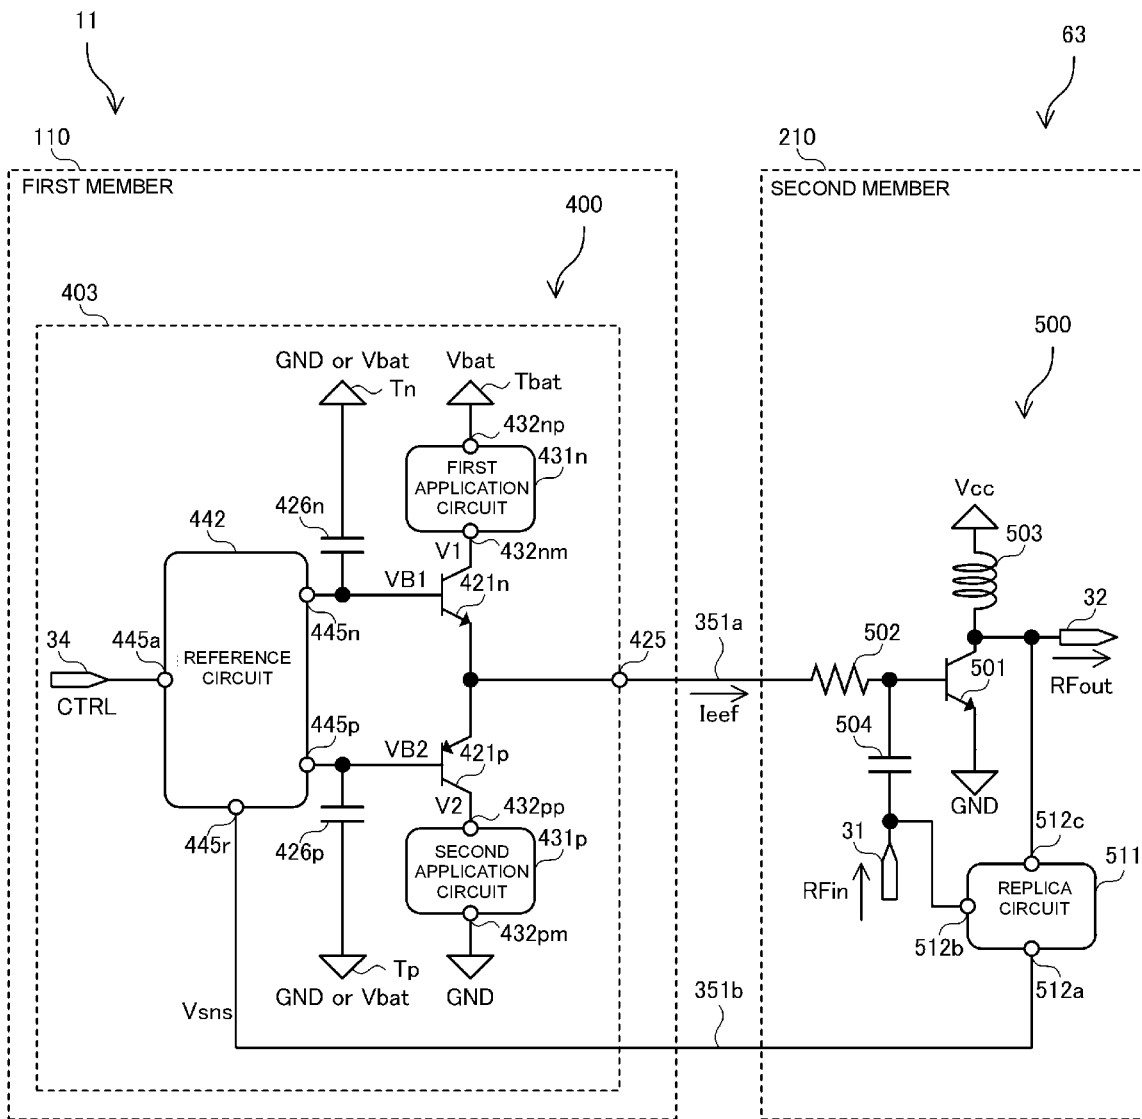 11
63
110
210
FIRST MEMBER
SECOND MEMBER
400
403
500
GND or Vbat
Tn
Vbat
Tbat
432np
431n
FIRST
APPLICATION
CIRCUIT
426n
442
432nm
V1
VB1
421n
445n
Vcc
503
34
445a
REFERENCE
CIRCUIT
CTRL
425
351a
Ieef
502
32
501
RFout
445p
VB2
421p
V2
432pp
504
GND
445r
426p
SECOND
APPLICATION
CIRCUIT
431p
432pm
31
RFin
512c
511
REPLICA
CIRCUIT
512b
Tp
GND or Vbat
GND
Vsns
351b
512a